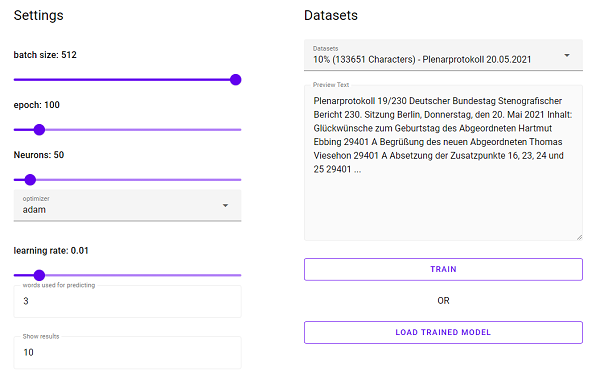 Settings
batch size: 512
epoch: 100
Neurons: 50
optimizer
adam
learning rate: 0.01
words used for predicting
3
Show results
10
Datasets
Datasets
10% (133651 Characters) - Plenarprotokoll 20.05.2021
Preview Text
Plenarprotokoll 19/230 Deutscher Bundestag Stenografischer
Bericht 230. Sitzung Berlin, Donnerstag, den 20. Mai 2021 Inhalt:
Glückwünsche zum Geburtstag des Abgeordneten Hartmut
Ebbing 29401 A Begrüßung des neuen Abgeordneten Thomas
Viesehon 29401 A Absetzung der Zusatzpunkte 16, 23, 24 und
25 29401 ...
TRAIN
OR
LOAD TRAINED MODEL